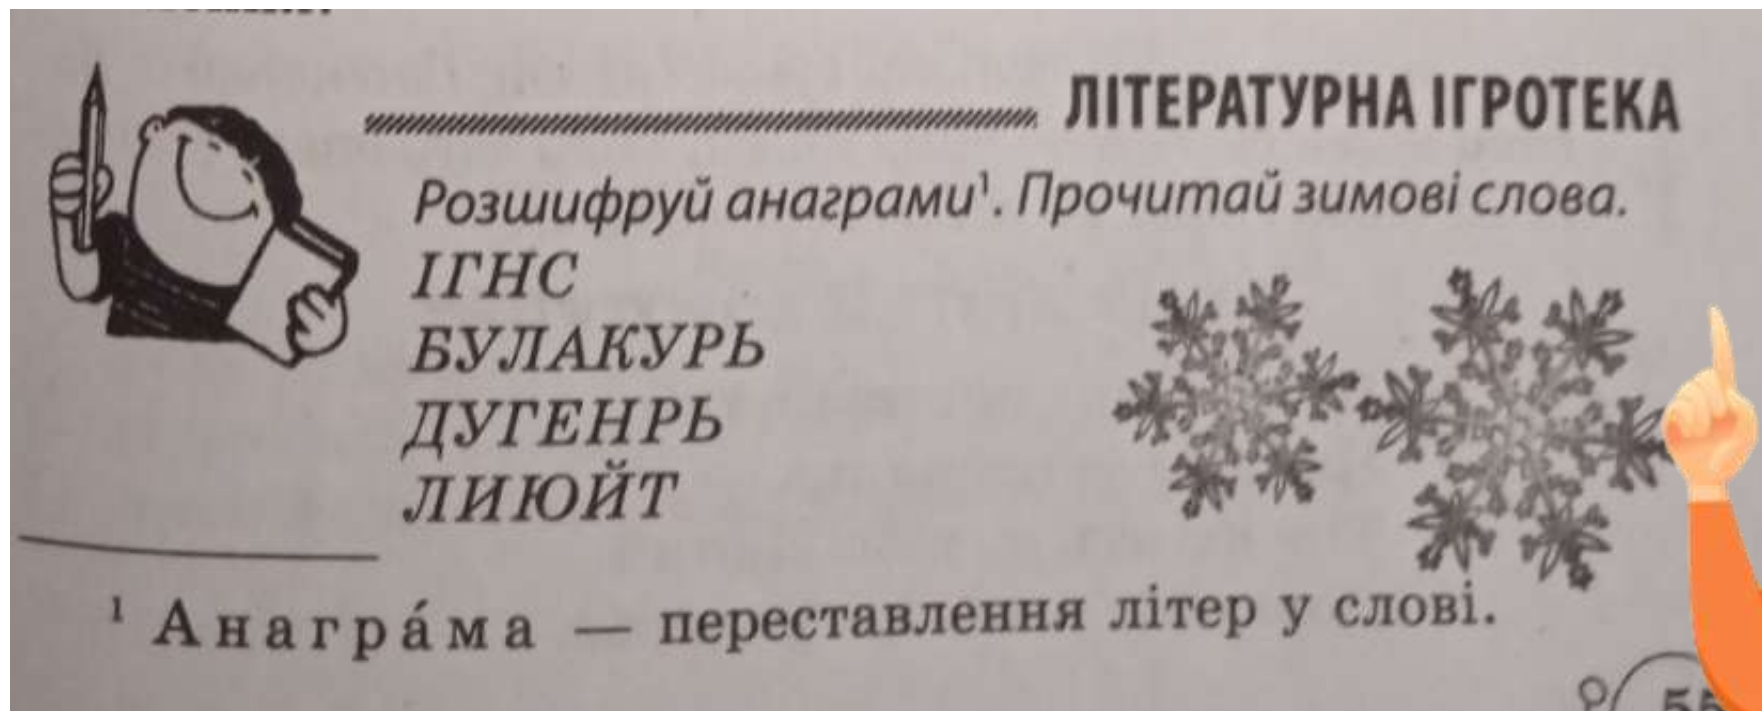 ЛІТЕРАТУРНА ІГРОТЕКА
Розшифруй анаграми¹. Прочитай зимові слова.
ІГНС
БУЛАКУРЬ
ДУГЕНРЬ
ЛИЮЙТ
¹ Анагра́ма — переставлення літер у слові.